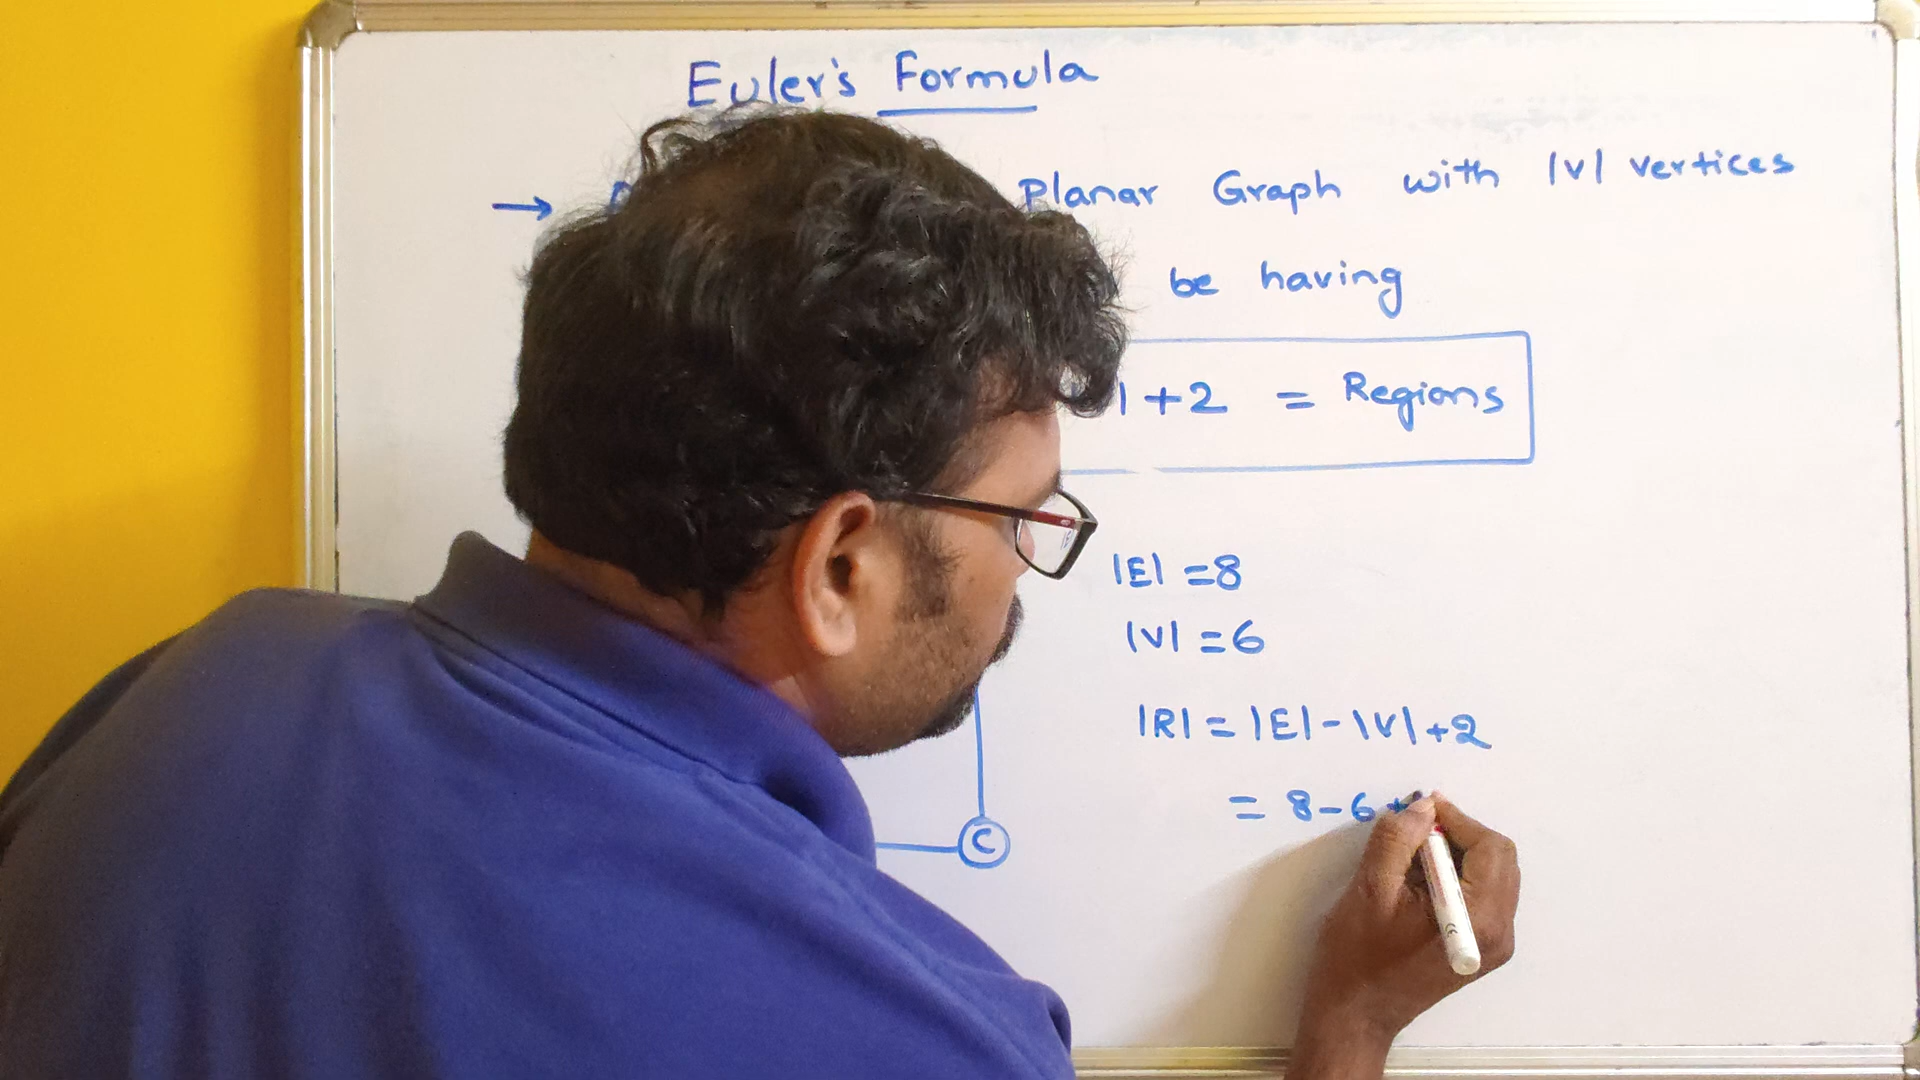 Euler's Formula
→ Planar Graph with |V| vertices
be having
|+2 = Regions
|E| = 8
|V| = 6
|R| = |E| - |V| + 2
= 8 - 6 +
C